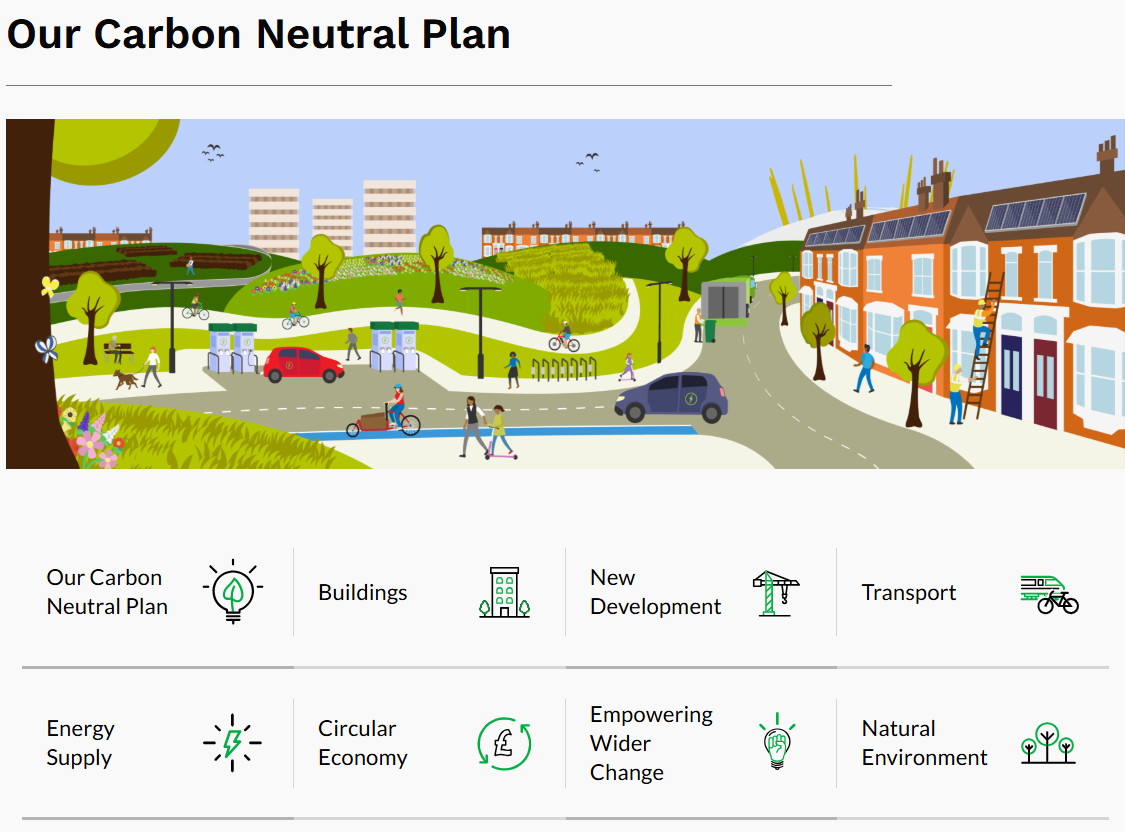 Our Carbon Neutral Plan
Our Carbon
Neutral Plan
Buildings
New
Development
Transport
Energy
Supply
Circular
Economy
£
Empowering
Wider
Change
Natural
Environment